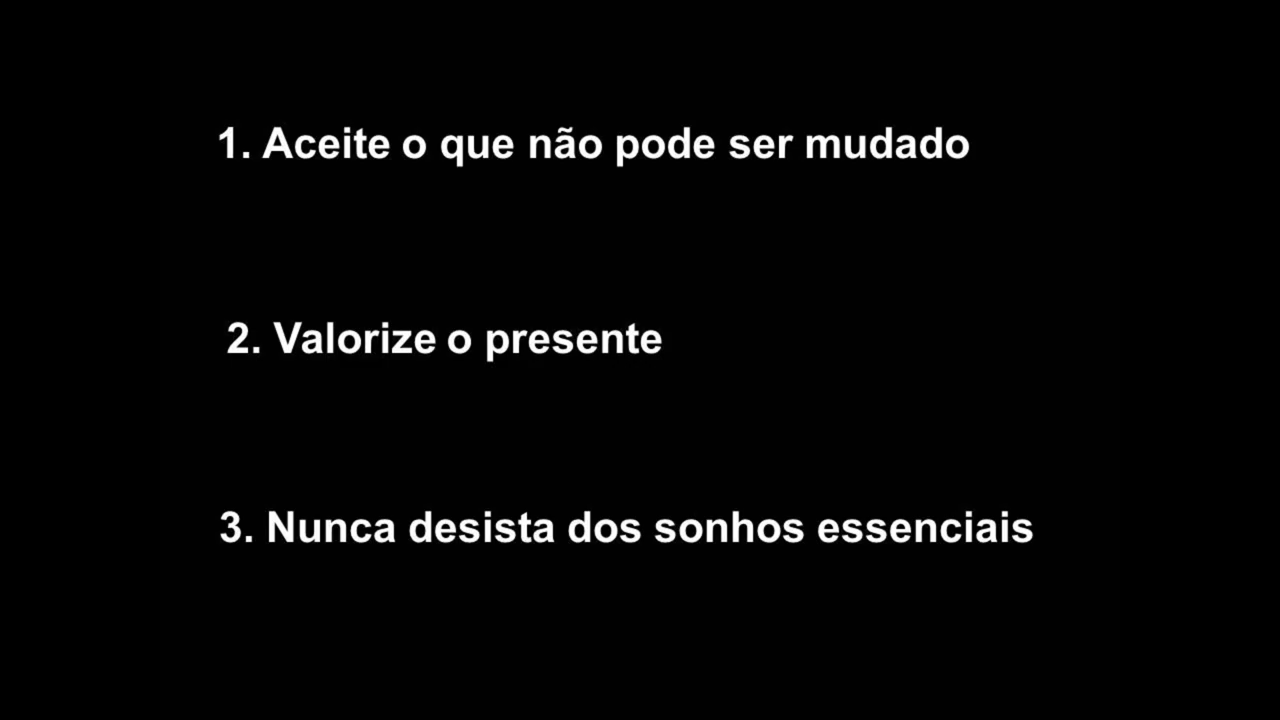 1. Aceite o que não pode ser mudado
2. Valorize o presente
3. Nunca desista dos sonhos essenciais